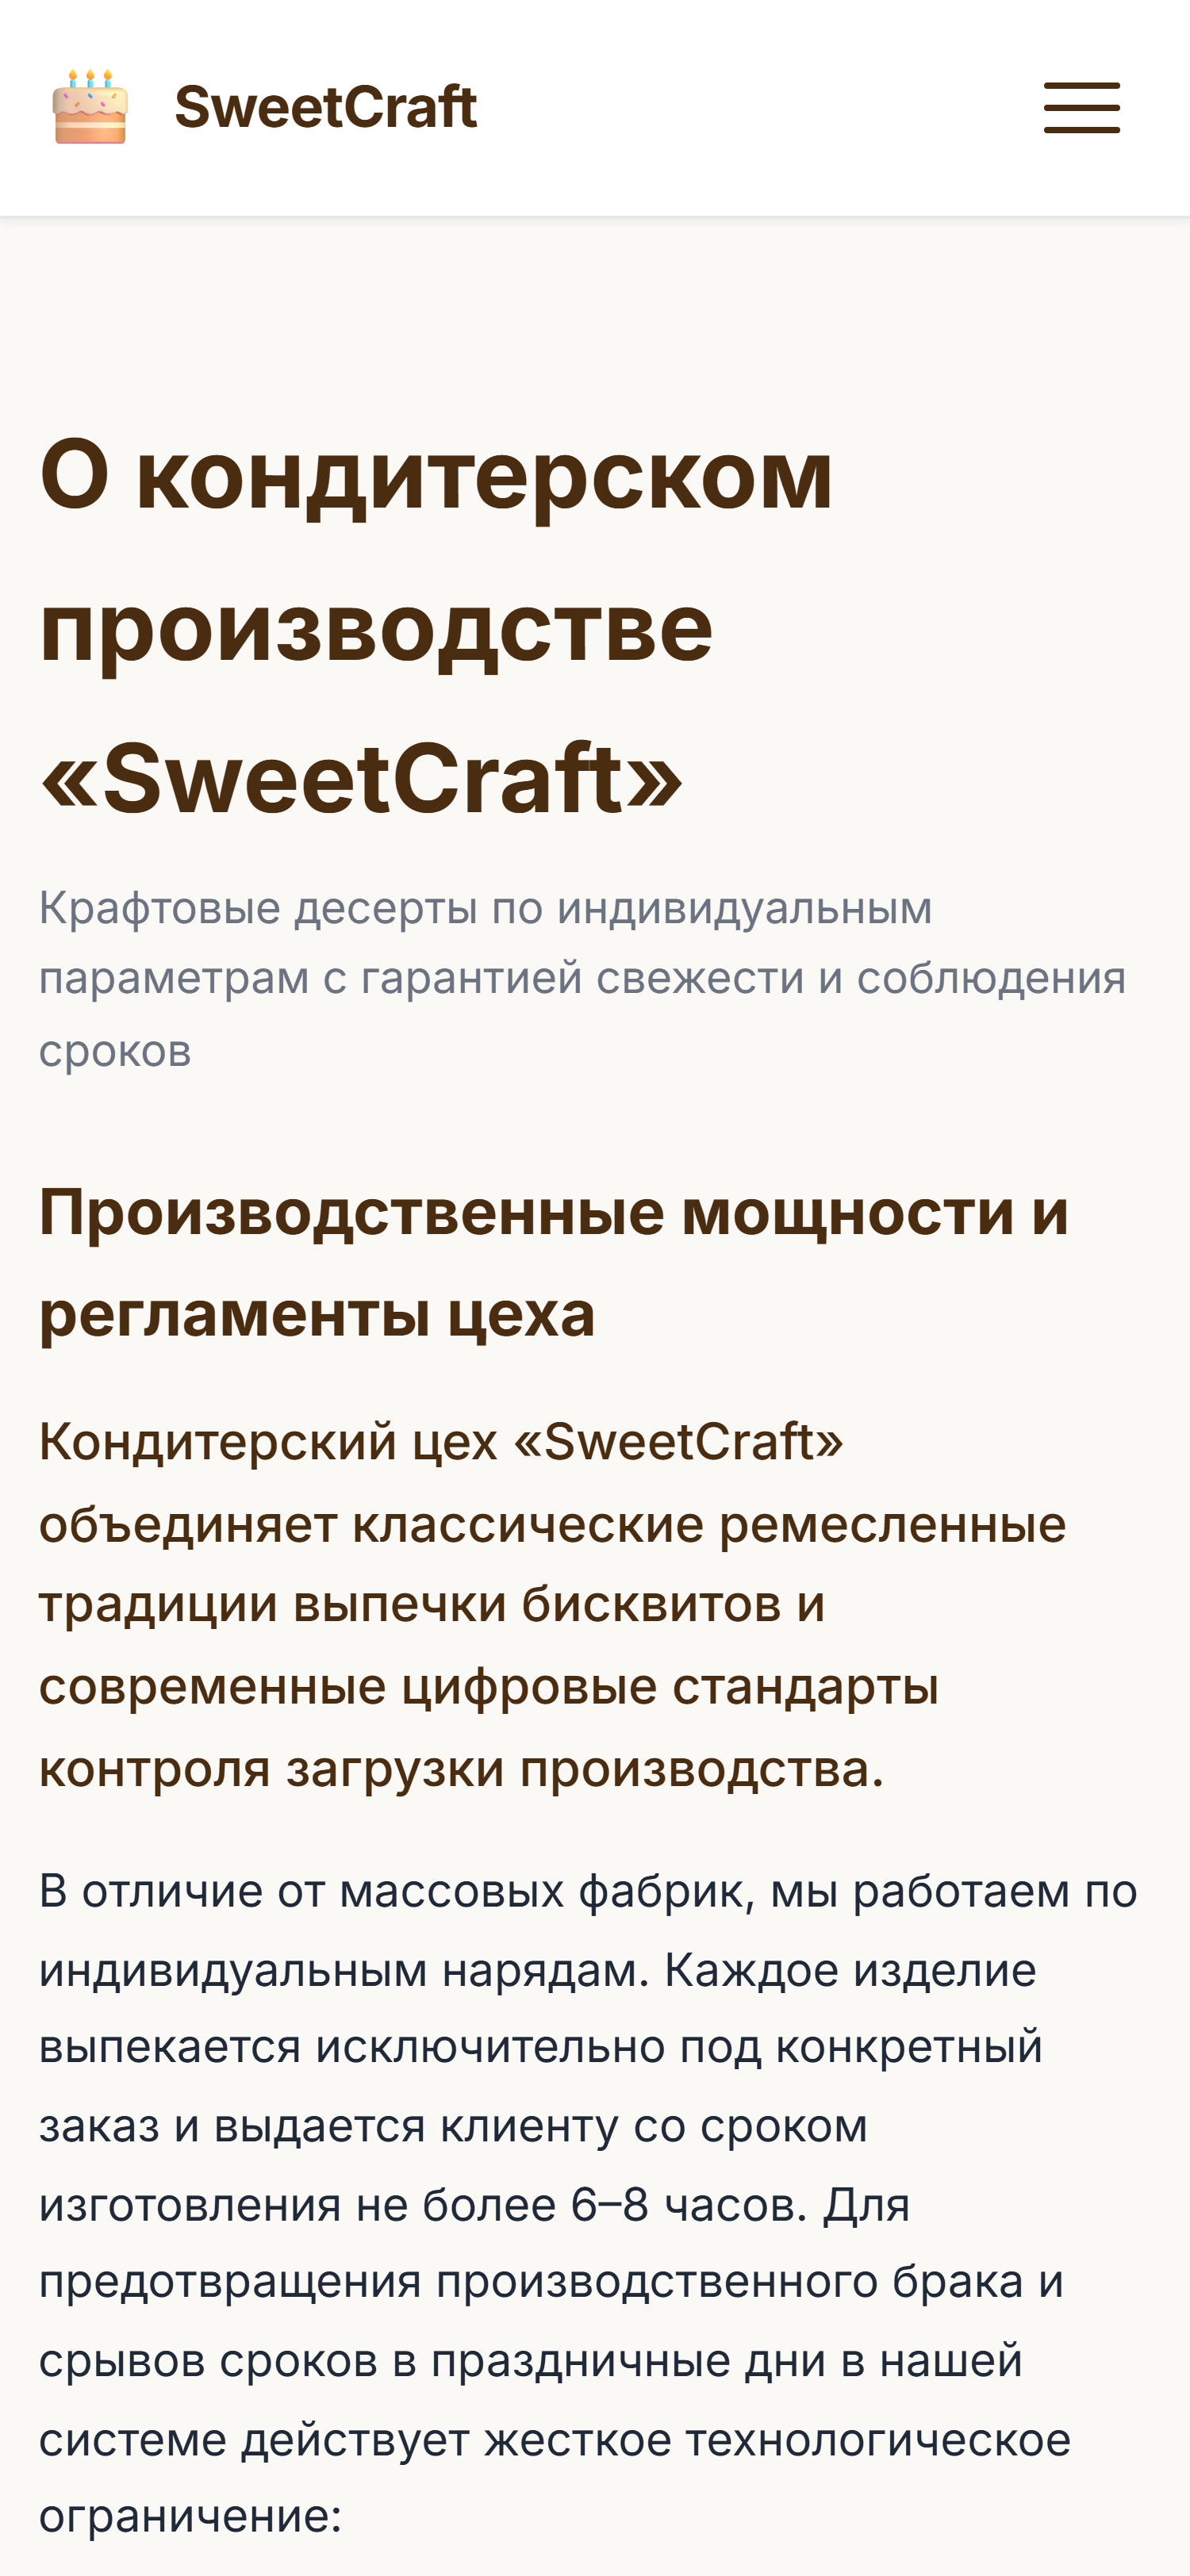 SweetCraft
О кондитерском
производстве
«SweetCraft»
Крафтовые десерты по индивидуальным
параметрам с гарантией свежести и соблюдения
сроков
Производственные мощности и
регламенты цеха
Кондитерский цех «SweetCraft»
объединяет классические ремесленные
традиции выпечки бисквитов и
современные цифровые стандарты
контроля загрузки производства.
В отличие от массовых фабрик, мы работаем по
индивидуальным нарядам. Каждое изделие
выпекается исключительно под конкретный
заказ и выдается клиенту со сроком
изготовления не более 6–8 часов. Для
предотвращения производственного брака и
срывов сроков в праздничные дни в нашей
системе действует жесткое технологическое
ограничение: